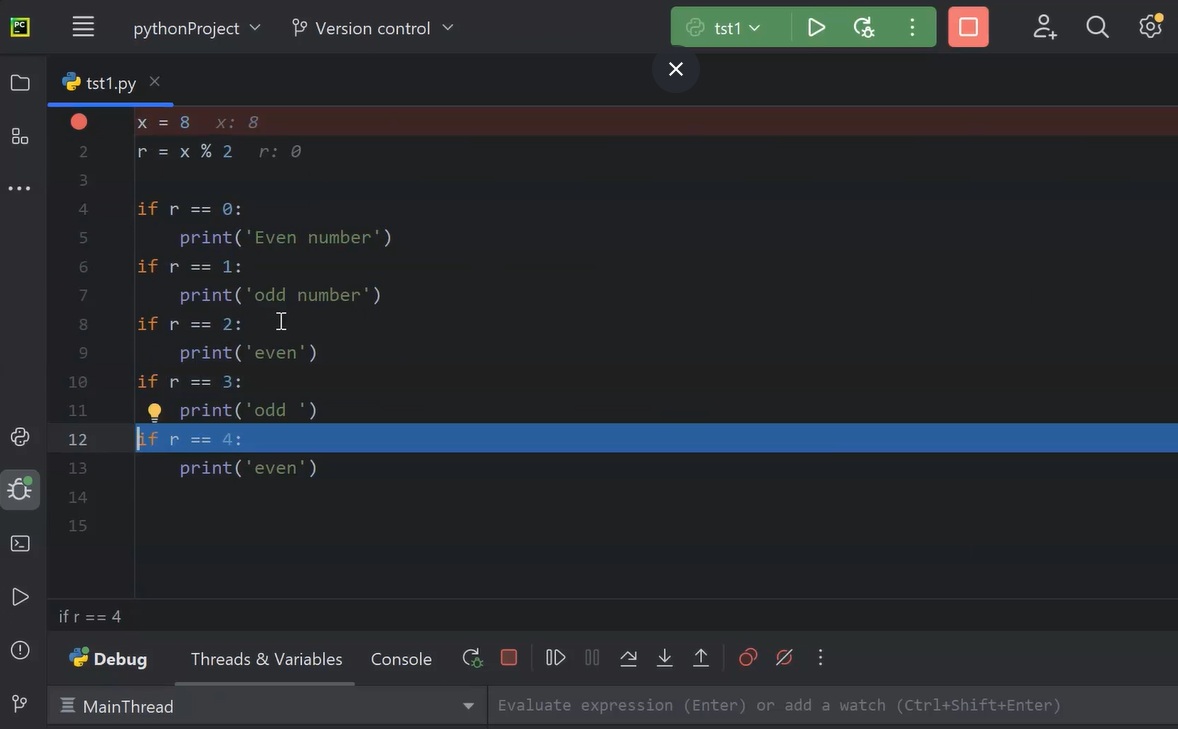 PC pythonProject Version control tst1
tst1.py
x = 8 x: 8
2 r = x % 2 r: 0
3
4 if r == 0:
5 print('Even number')
6 if r == 1:
7 print('odd number')
8 if r == 2:
9 print('even')
10 if r == 3:
11 print('odd ')
12 if r == 4:
13 print('even')
14
15
if r == 4
Debug Threads & Variables Console
MainThread Evaluate expression (Enter) or add a watch (Ctrl+Shift+Enter)